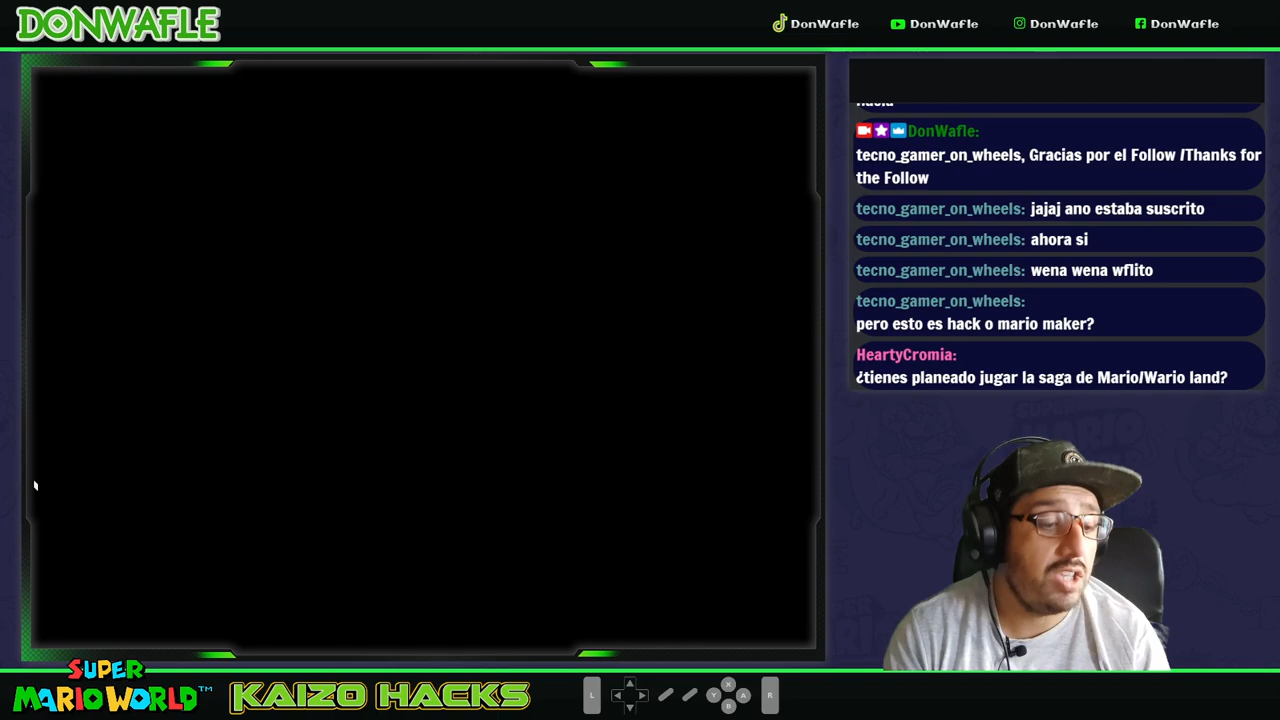 DONWAFLE
DonWafle DonWafle DonWafle DonWafle
hacia
DonWafle:
tecno_gamer_on_wheels, Gracias por el Follow /Thanks for
the Follow
tecno_gamer_on_wheels: jajaj ano estaba suscrito
tecno_gamer_on_wheels: ahora si
tecno_gamer_on_wheels: wena wena wflito
tecno_gamer_on_wheels:
pero esto es hack o mario maker?
HeartyCromia:
¿tienes planeado jugar la saga de Mario/Wario land?
SUPER
MARIO WORLD™ KAIZO HACKS
L X Y A B R